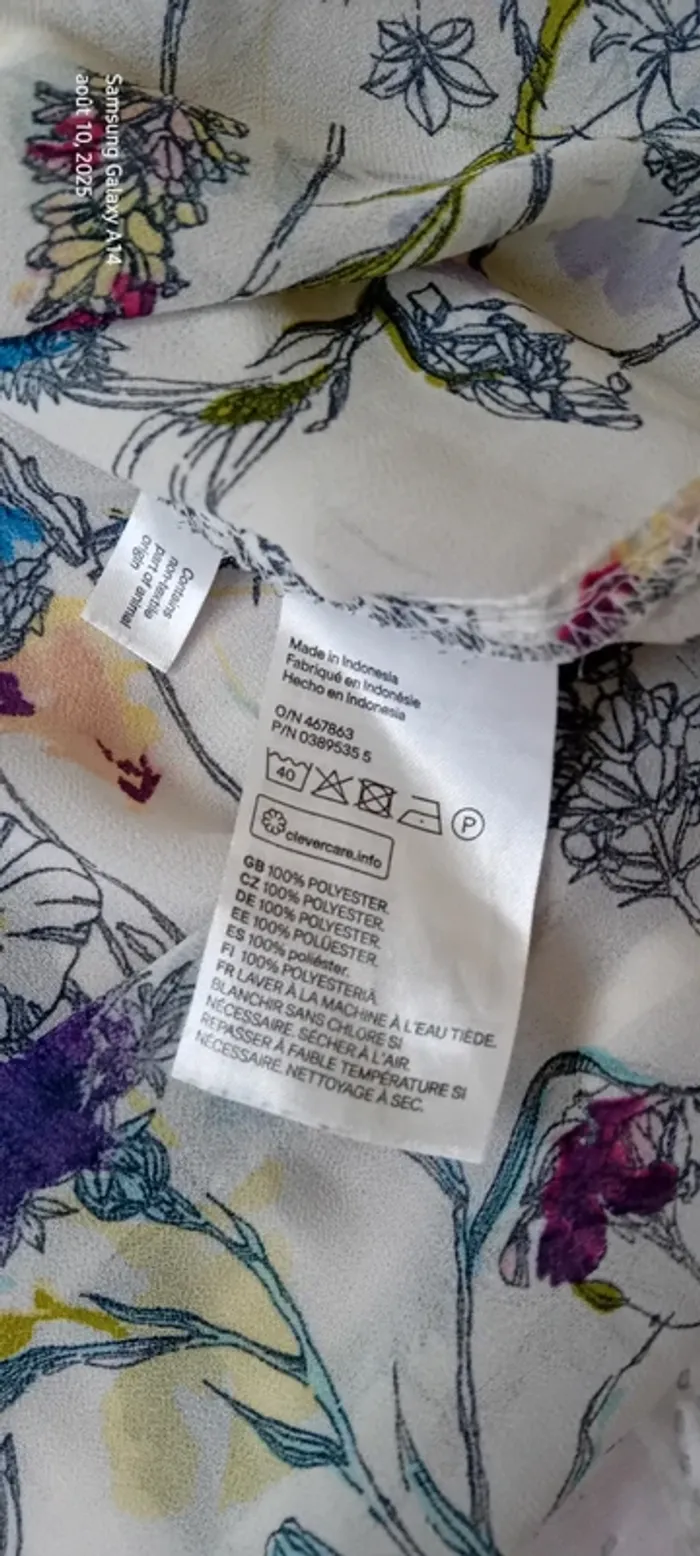 Samsung Galaxy A14
août 10, 2025
Contains
non-textile
part of animal
origin
Made in Indonesia
Fabriqué en Indonésie
Hecho en Indonesia
O/N 467863
P/N 0389535 5
40
P
clevercare.info
GB 100% POLYESTER.
CZ 100% POLYESTER.
DE 100% POLYESTER.
EE 100% POLÜESTER.
ES 100% poliéster.
FI 100% POLYESTERIÄ.
FR LAVER À LA MACHINE À L'EAU TIÈDE.
BLANCHIR SANS CHLORE SI
NÉCESSAIRE. SÉCHER À L'AIR.
REPASSER À FAIBLE TEMPÉRATURE SI
NÉCESSAIRE. NETTOYAGE À SEC.